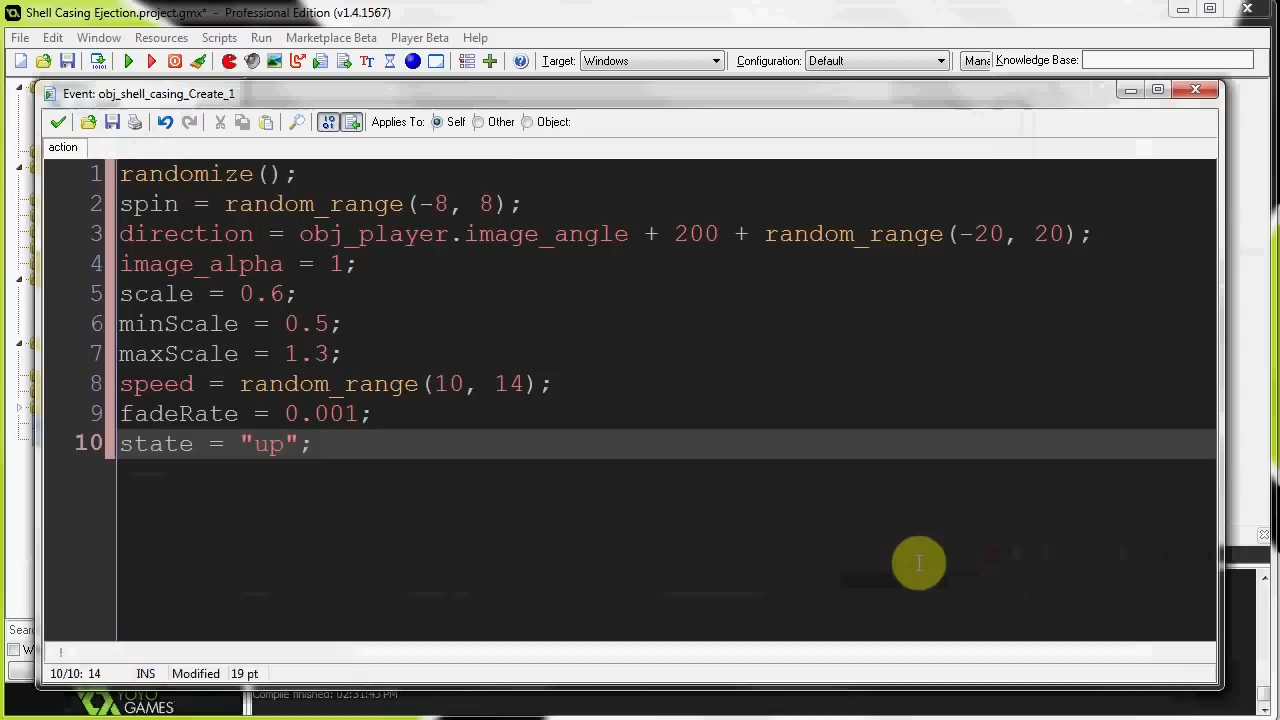 Shell Casing Ejection.project.gmx* - Professional Edition (v1.4.1567)
File Edit Window Resources Scripts Run Marketplace Beta Player Beta Help
Target: Windows Configuration: Default Knowledge Base:
Event: obj_shell_casing_Create_1
Applies To: Self Other Object:
action
1 randomize();
2 spin = random_range(-8, 8);
3 direction = obj_player.image_angle + 200 + random_range(-20, 20);
4 image_alpha = 1;
5 scale = 0.6;
6 minScale = 0.5;
7 maxScale = 1.3;
8 speed = random_range(10, 14);
9 fadeRate = 0.001;
10 state = "up";
10/10: 14 INS Modified 19 pt
Compile finished: 02:31:43 PM
YOYO
GAMES